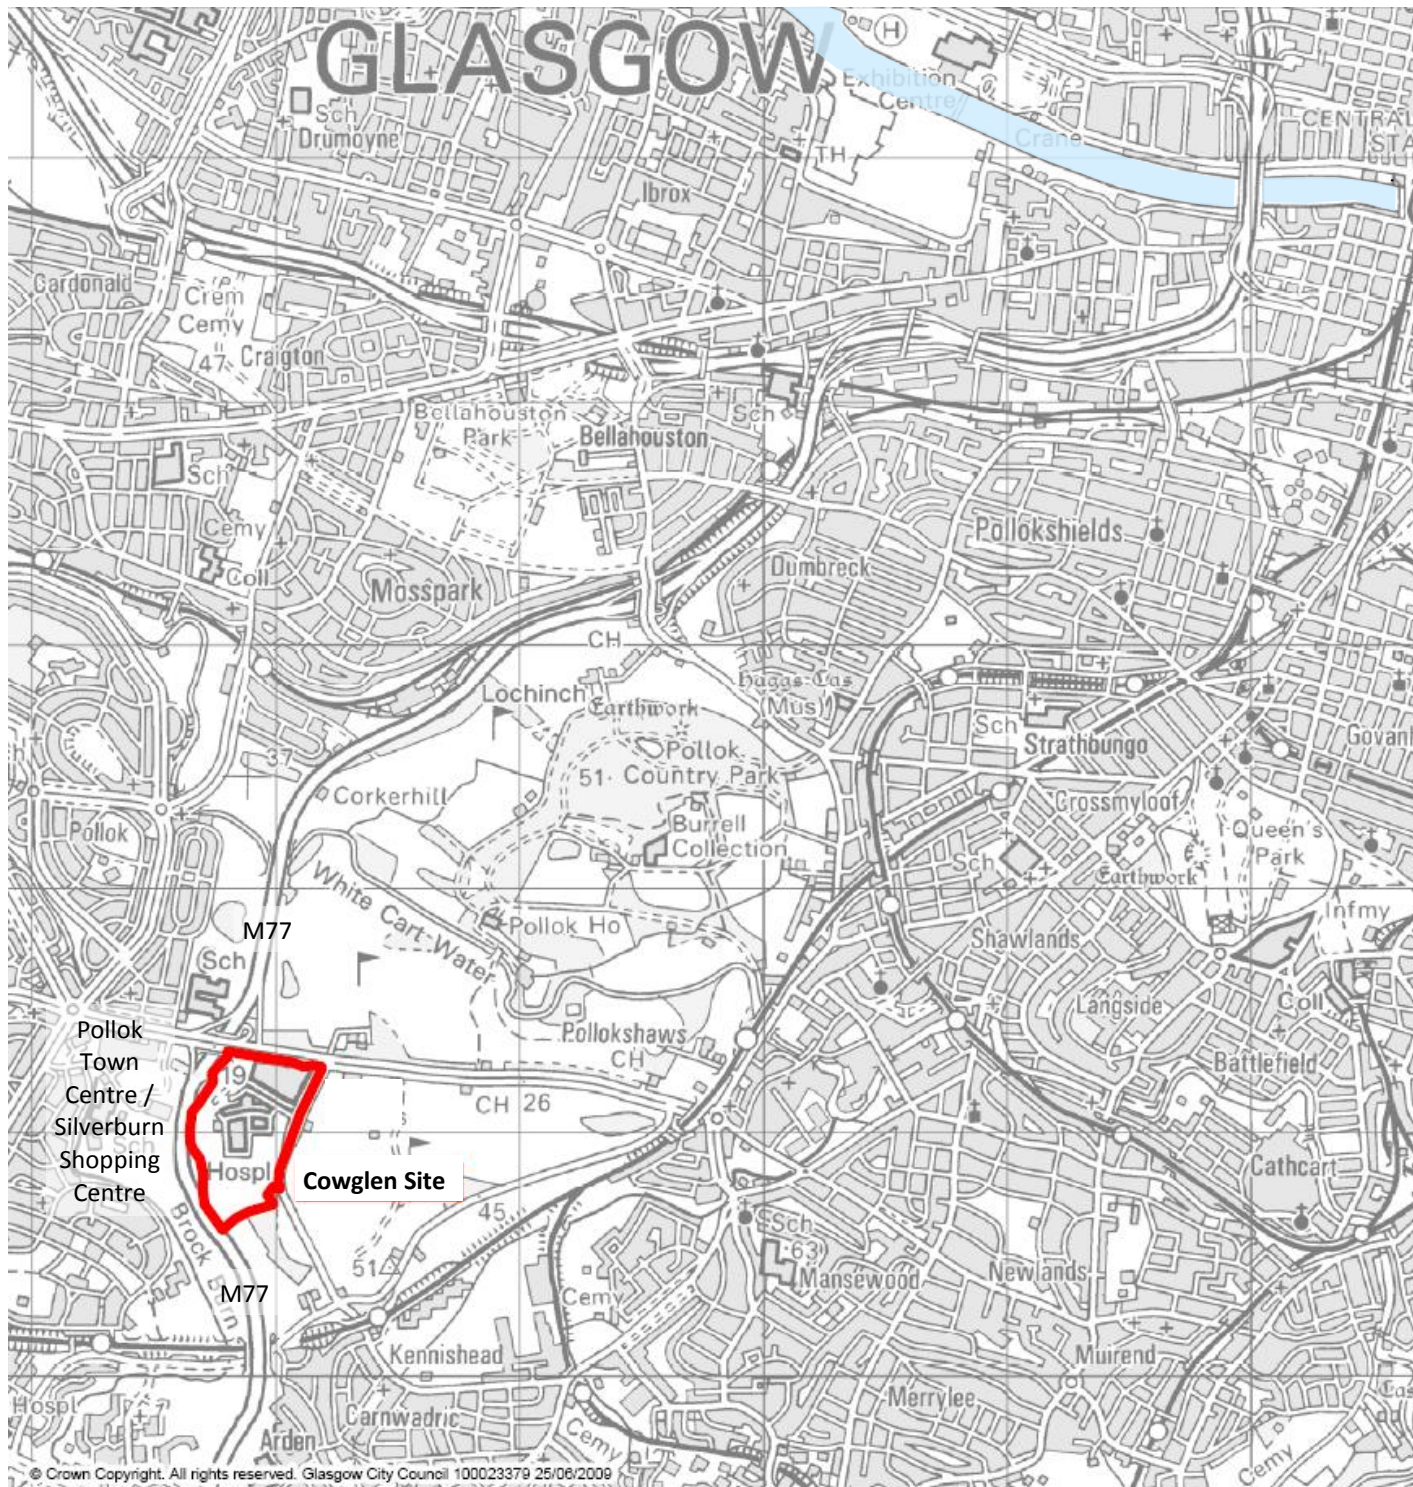 GLASGOW
H
Exhibition
Centre
Sch
Drumoyne
Crane
CENTRAL
STA
TH
Ibrox
Cardonald
Crem
Cemy
47
Craigton
Bellahouston
Park
Bellahouston
Sch
Sch
Cemy
Coll
Mosspark
Pollokshields
Dumbreck
CH
Lochinch
Earthwork
Haggs Cas
(Mus)
Sch
Strathbungo
Govanh
37
Pollok
Country Park
51
Corkerhill
Crossmyloof
Pollok
Burrell
Collection
Queen's
Park
Sch
Earthwork
White Cart Water
Pollok Ho
Infmy
M77
Sch
Shawlands
Langside
Coll
Pollok
Town
Centre /
Silverburn
Shopping
Centre
Sch
Pollokshaws
CH
Battlefield
19
CH 26
Hospl
Cowglen Site
Cathcart
Brock Burn
45
Sch
63
Mansewood
Newlands
51
M77
Cemy
Kennishead
Muirend
Hospl
Carnwadric
Merrylee
Cas
Arden
Cemy
Cemy
© Crown Copyright. All rights reserved. Glasgow City Council 100023379 25/06/2009